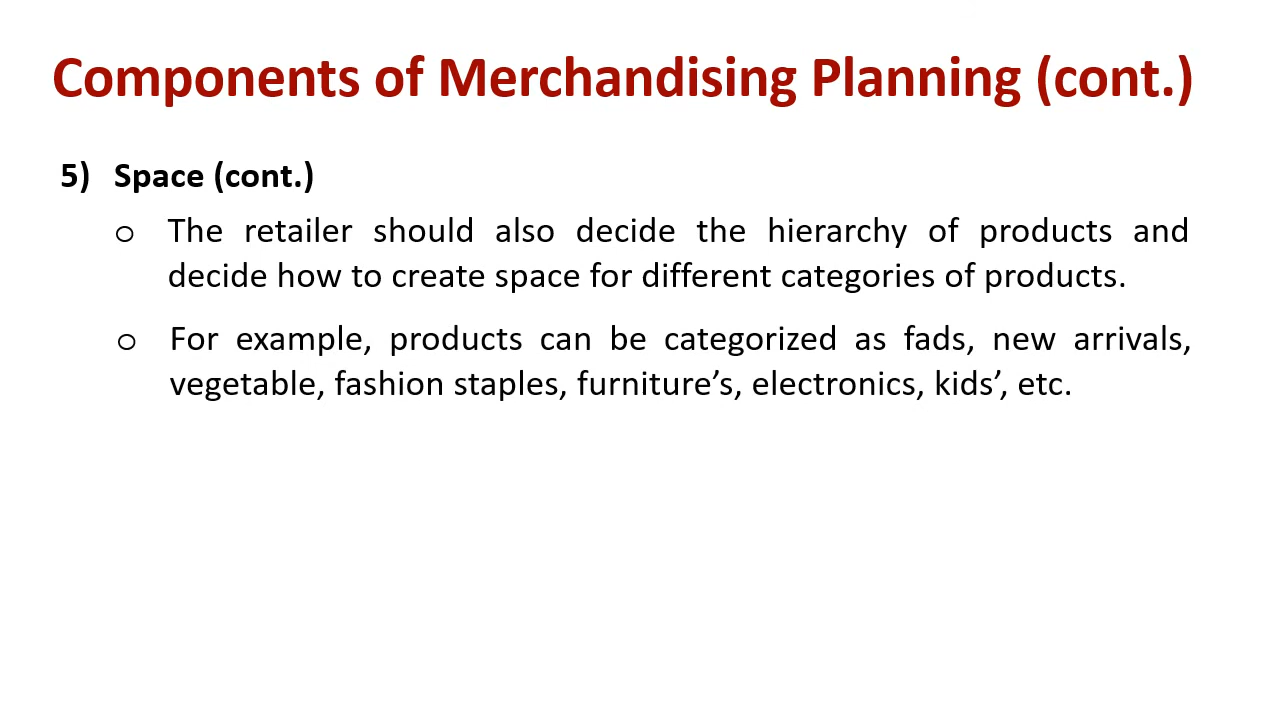 Components of Merchandising Planning (cont.)
5) Space (cont.)
o The retailer should also decide the hierarchy of products and
decide how to create space for different categories of products.
o For example, products can be categorized as fads, new arrivals,
vegetable, fashion staples, furniture’s, electronics, kids’, etc.